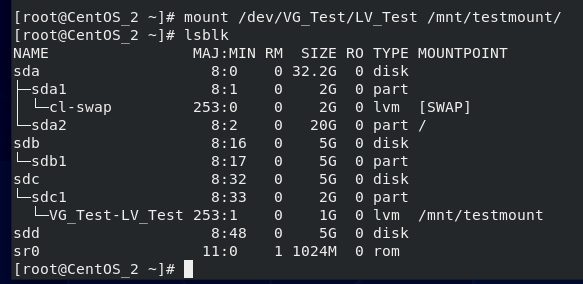 [root@CentOS_2 ~]# mount /dev/VG_Test/LV_Test /mnt/testmount/
[root@CentOS_2 ~]# lsblk
NAME                MAJ:MIN RM  SIZE RO TYPE MOUNTPOINT
sda                   8:0    0 32.2G  0 disk
├─sda1                8:1    0    2G  0 part
│ └─cl-swap         253:0    0    2G  0 lvm  [SWAP]
└─sda2                8:2    0   20G  0 part /
sdb                   8:16   0    5G  0 disk
└─sdb1                8:17   0    5G  0 part
sdc                   8:32   0    5G  0 disk
└─sdc1                8:33   0    2G  0 part
  └─VG_Test-LV_Test 253:1    0    1G  0 lvm  /mnt/testmount
sdd                   8:48   0    5G  0 disk
sr0                  11:0    1 1024M  0 rom
[root@CentOS_2 ~]#